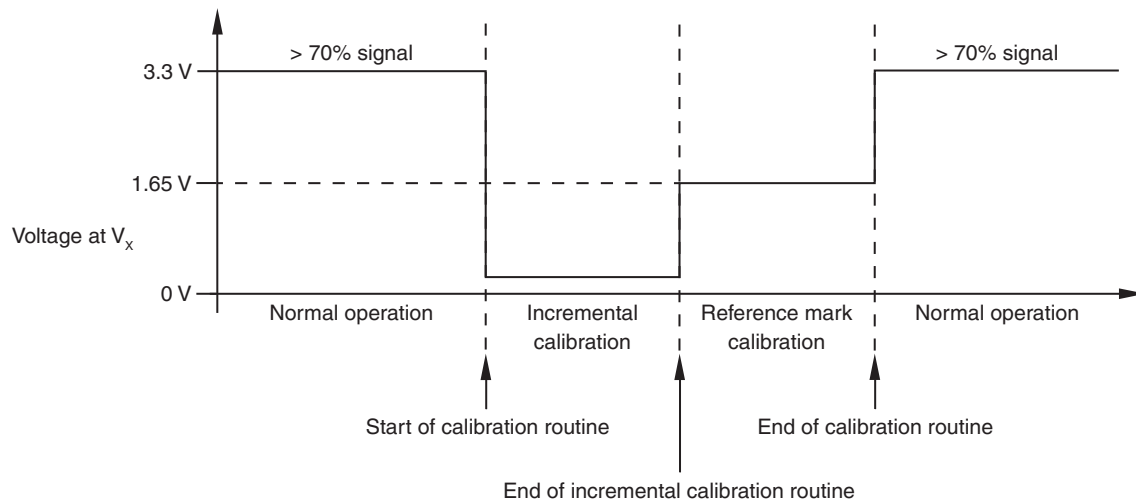 > 70% signal
> 70% signal
3.3 V
1.65 V
Voltage at Vx
0 V
Normal operation
Incremental
calibration
Reference mark
calibration
Normal operation
Start of calibration routine
End of calibration routine
End of incremental calibration routine